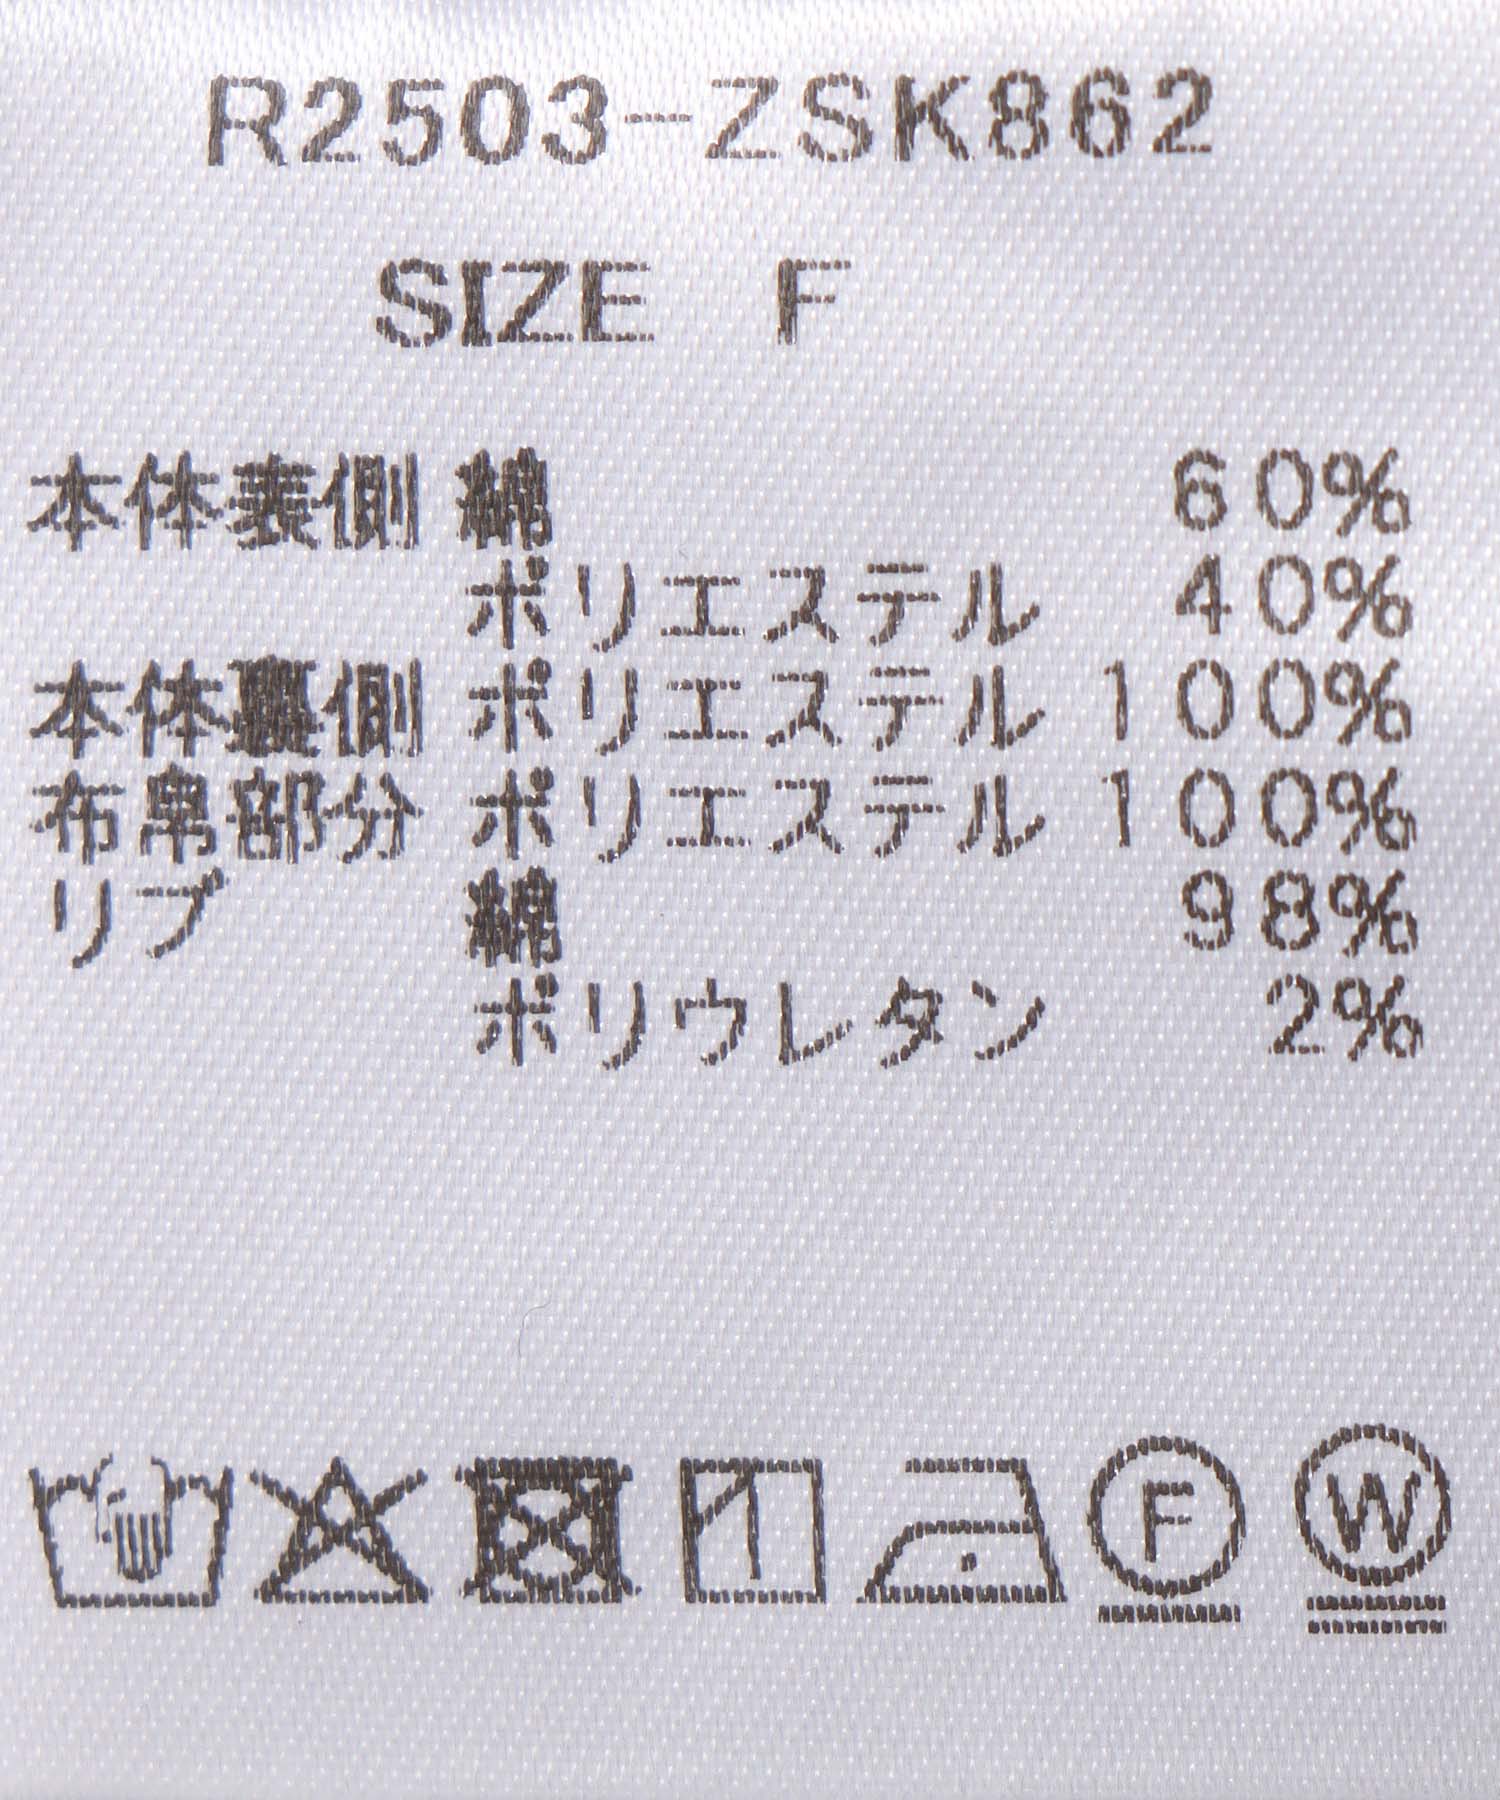 R2503-ZSK862
SIZE F
本体表側 綿 60%
ポリエステル 40%
本体裏側 ポリエステル 100%
布帛部分 ポリエステル 100%
リブ 綿 98%
ポリウレタン 2%
F W